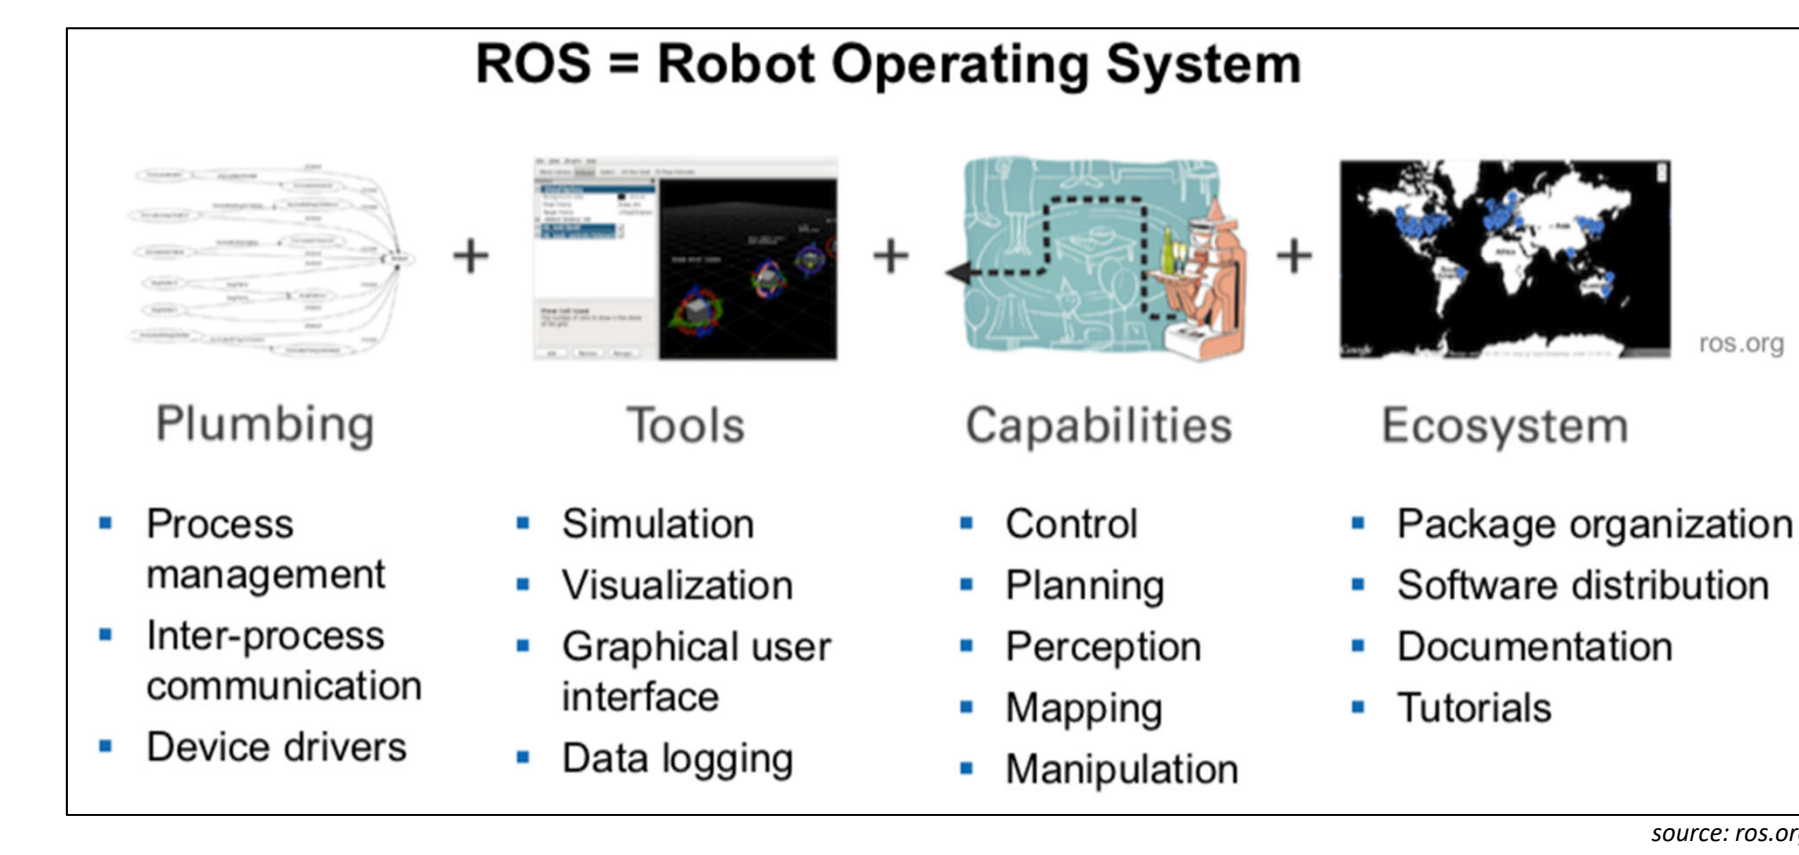 ROS = Robot Operating System
+
+
+
ros.org
Plumbing
Tools
Capabilities
Ecosystem
Process
management
Inter-process
communication
Device drivers
Simulation
Visualization
Graphical user
interface
Data logging
Control
Planning
Perception
Mapping
Manipulation
Package organization
Software distribution
Documentation
Tutorials
source: ros.org